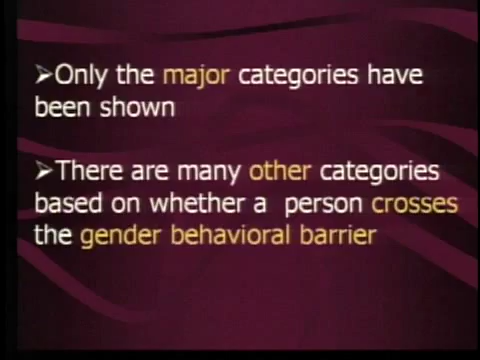 ➢Only the major categories have
been shown
➢There are many other categories
based on whether a person crosses
the gender behavioral barrier